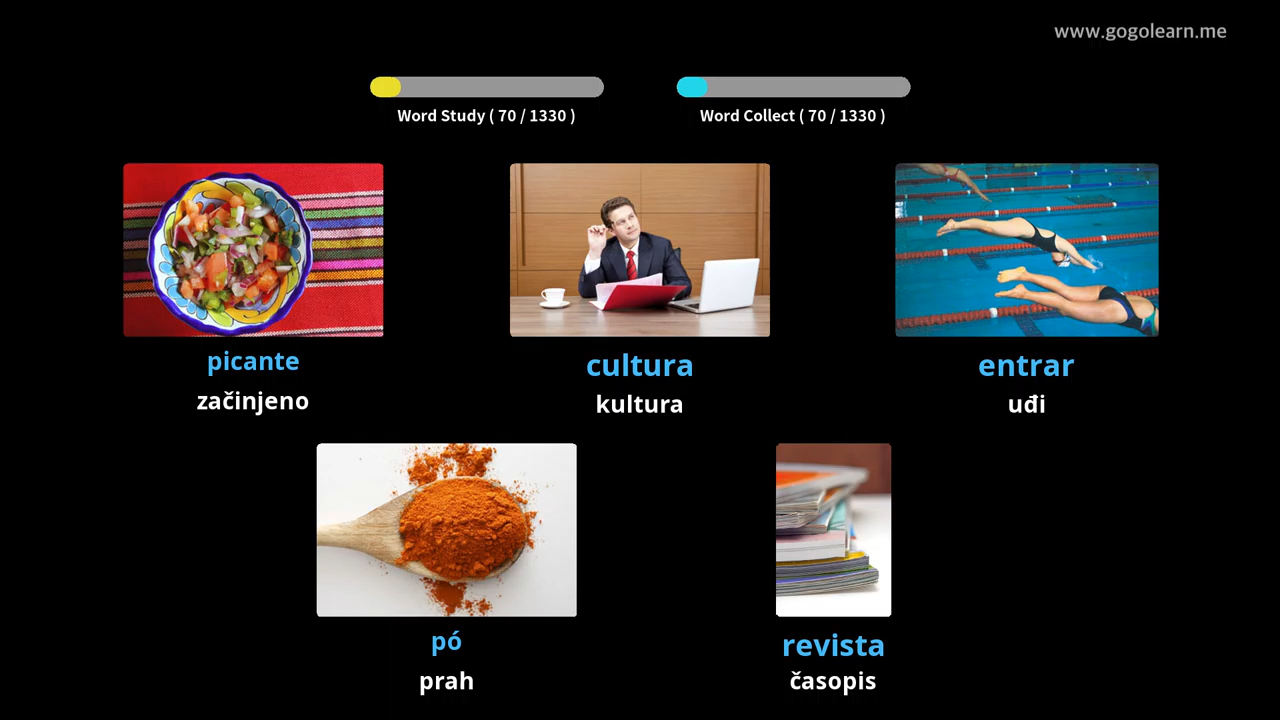 www.gogolearn.me
Word Study ( 70 / 1330 )
Word Collect ( 70 / 1330 )
picante
začinjeno
cultura
kultura
entrar
uđi
pó
prah
revista
časopis